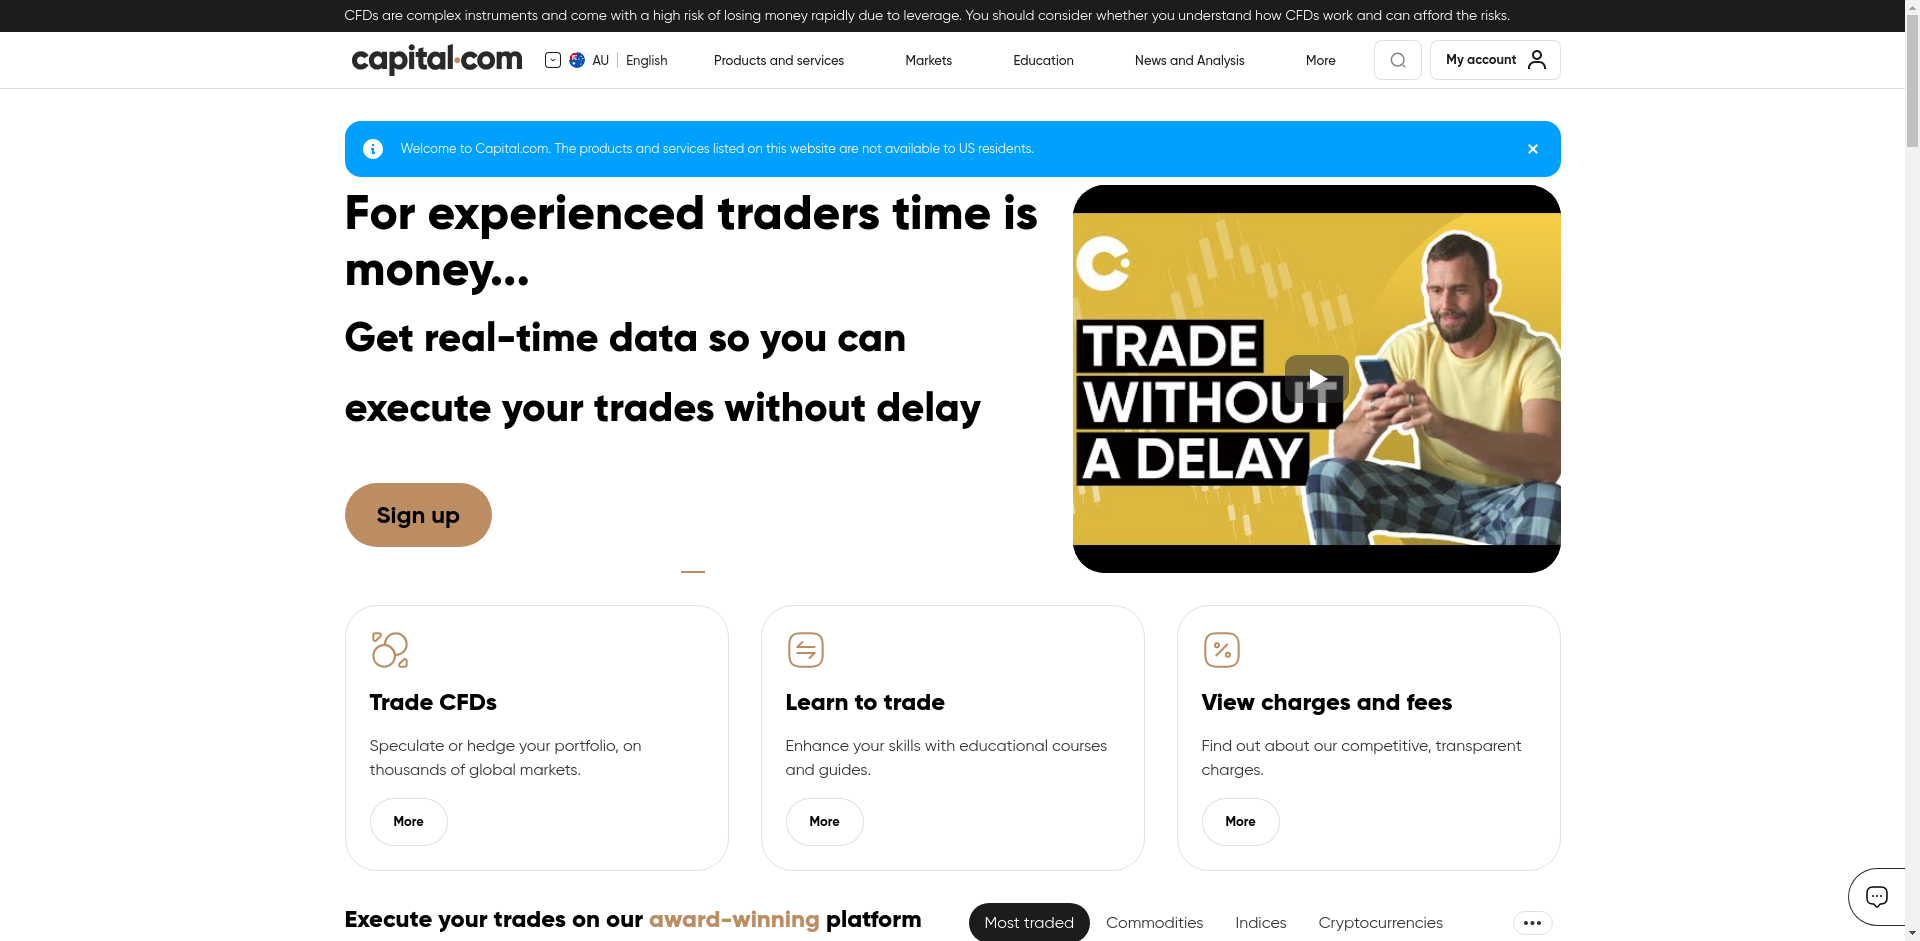 CFDs are complex instruments and come with a high risk of losing money rapidly due to leverage. You should consider whether you understand how CFDs work and can afford the risks.
capital.com
AU English
Products and services
Markets
Education
News and Analysis
More
My account
Welcome to Capital.com. The products and services listed on this website are not available to US residents.
For experienced traders time is
money...
Get real-time data so you can
execute your trades without delay
Sign up
TRADE
WITHOUT
A DELAY
Trade CFDs
Speculate or hedge your portfolio, on
thousands of global markets.
More
Learn to trade
Enhance your skills with educational courses
and guides.
More
View charges and fees
Find out about our competitive, transparent
charges.
More
Execute your trades on our award-winning platform
Most traded
Commodities
Indices
Cryptocurrencies